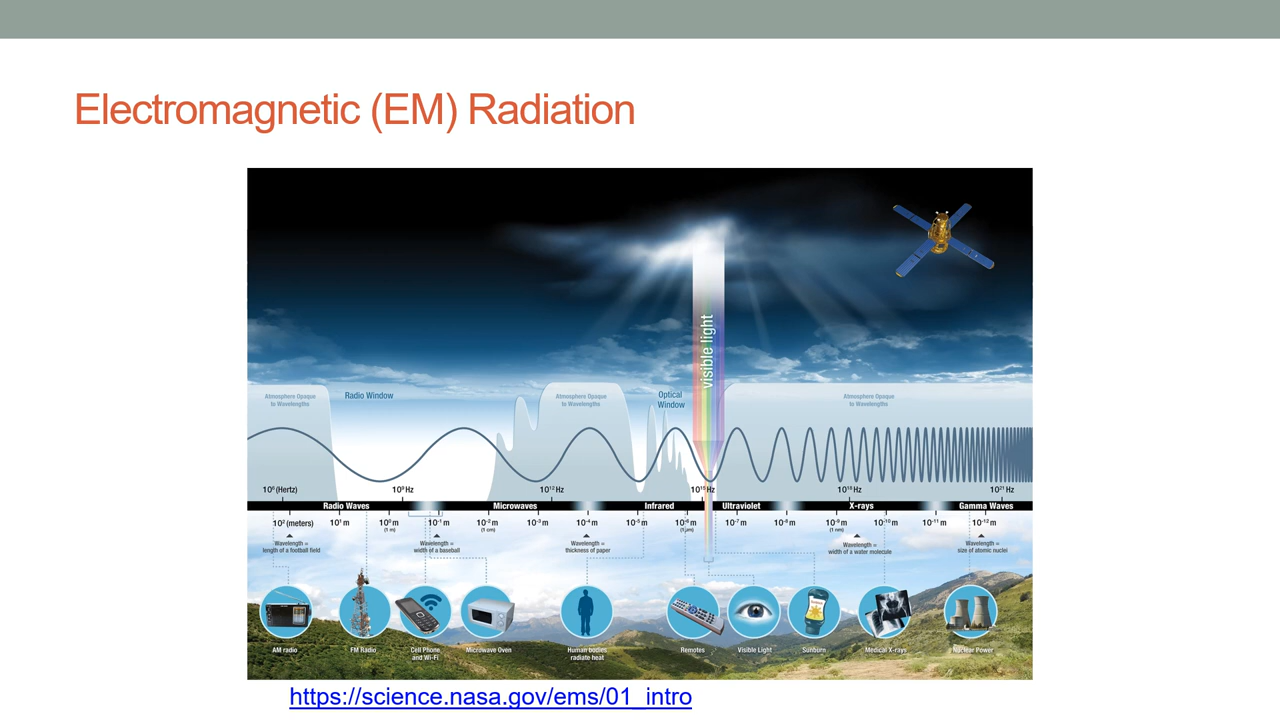 Electromagnetic (EM) Radiation
visible light
Atmosphere Opaque
to Wavelengths
Radio Window
Atmosphere Opaque
to Wavelengths
Optical
Window
Atmosphere Opaque
to Wavelengths
10⁶ (Hertz) 10⁹ Hz 10¹² Hz 10¹⁵ Hz 10¹⁸ Hz 10²¹ Hz
Radio Waves Microwaves Infrared Ultraviolet X-rays Gamma Waves
10² (meters) 10¹ m 10⁰ m 10⁻¹ m 10⁻² m 10⁻³ m 10⁻⁴ m 10⁻⁵ m 10⁻⁶ m 10⁻⁷ m 10⁻⁸ m 10⁻⁹ m 10⁻¹⁰ m 10⁻¹¹ m 10⁻¹² m
(1 m) (1 cm) (1 nm)
Wavelength =
length of a football field
Wavelength =
width of a baseball
Wavelength =
thickness of paper
Wavelength =
width of a water molecule
Wavelength =
size of atomic nuclei
AM radio
FM Radio
Cell Phone
and Wi-Fi
Microwave Oven
Human bodies
radiate heat
Remotes
Visible Light
Sunburn
Medical X-rays
Nuclear Power
https://science.nasa.gov/ems/01_intro